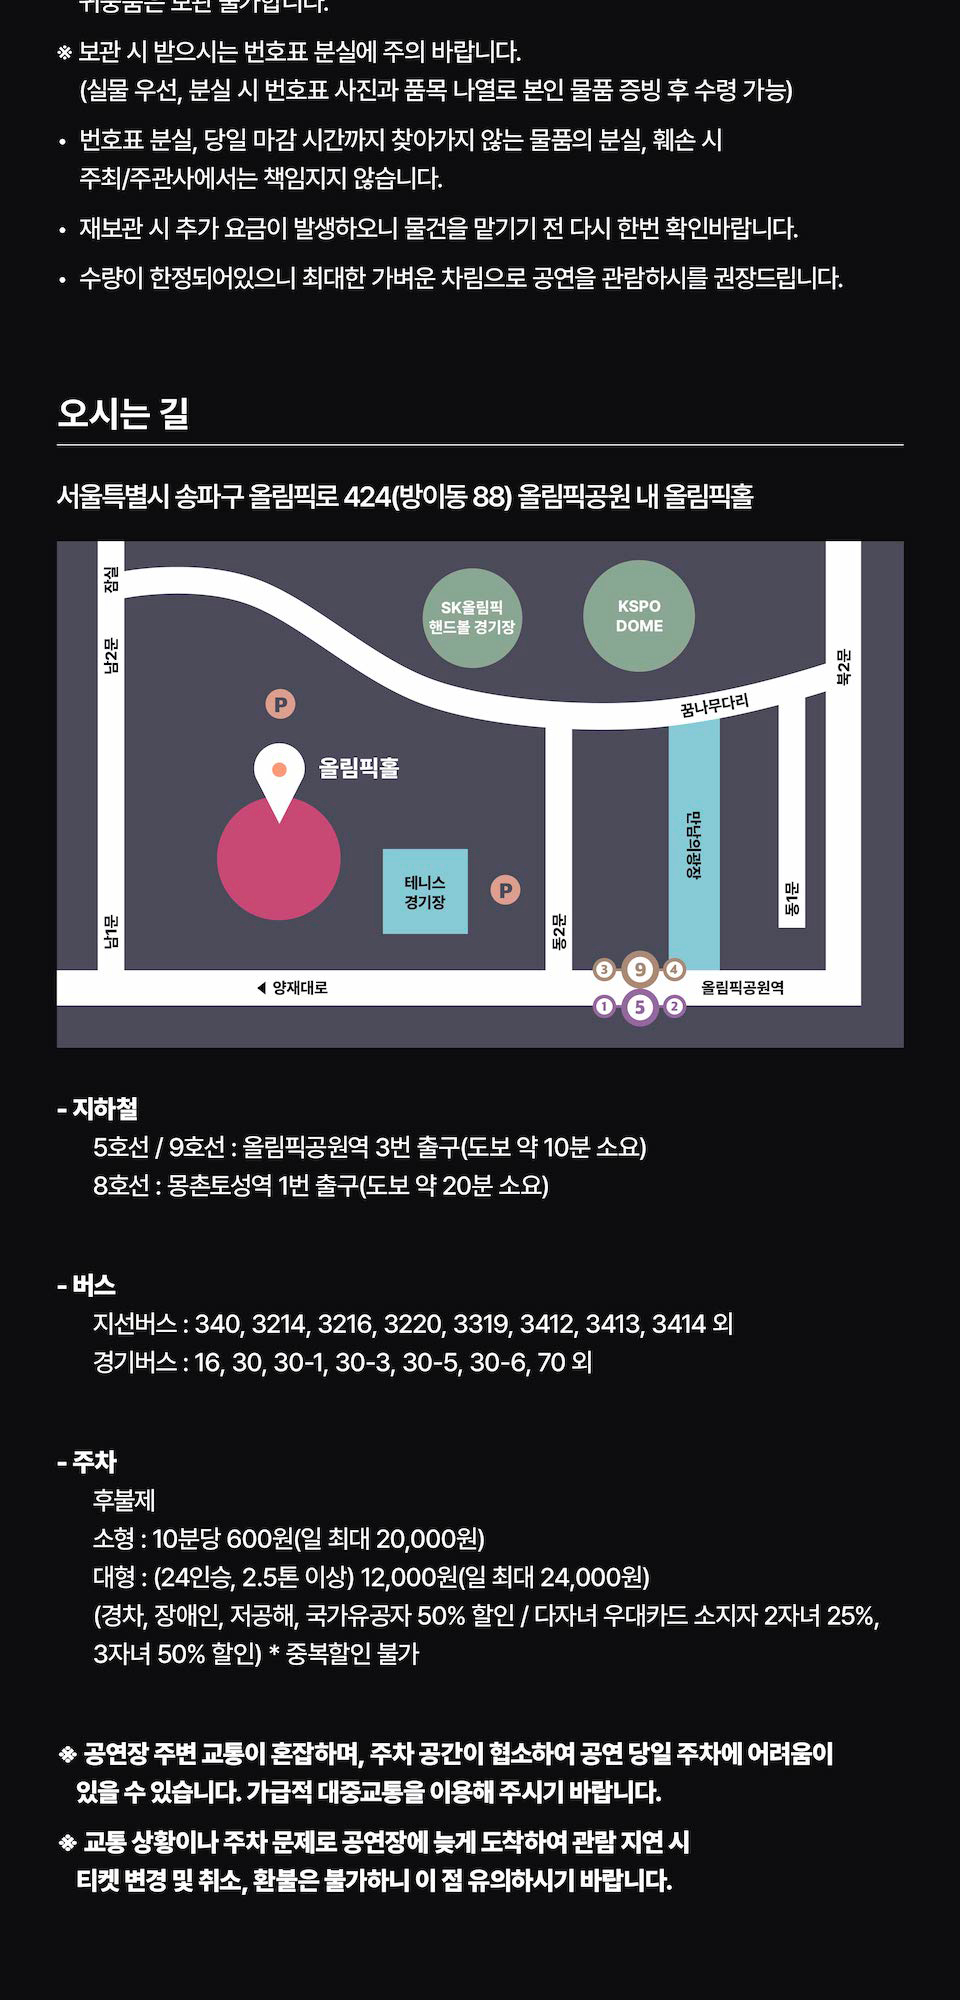 귀중품은 보관 불가합니다.
※ 보관 시 받으시는 번호표 분실에 주의 바랍니다.
(실물 우선, 분실 시 번호표 사진과 품목 나열로 본인 물품 증빙 후 수령 가능)
• 번호표 분실, 당일 마감 시간까지 찾아가지 않는 물품의 분실, 훼손 시
주최/주관사에서는 책임지지 않습니다.
• 재보관 시 추가 요금이 발생하오니 물건을 맡기기 전 다시 한번 확인바랍니다.
• 수량이 한정되어있으니 최대한 가벼운 차림으로 공연을 관람하시를 권장드립니다.
오시는 길
서울특별시 송파구 올림픽로 424(방이동 88) 올림픽공원 내 올림픽홀
잠실
SK올림픽
핸드볼 경기장
KSPO
DOME
남2문
북2문
P
꿈나무다리
올림픽홀
만남의광장
테니스
경기장
P
동1문
남1문
동2문
3 9 4
◀ 양재대로
올림픽공원역
1 5 2
- 지하철
5호선 / 9호선 : 올림픽공원역 3번 출구(도보 약 10분 소요)
8호선 : 몽촌토성역 1번 출구(도보 약 20분 소요)
- 버스
지선버스 : 340, 3214, 3216, 3220, 3319, 3412, 3413, 3414 외
경기버스 : 16, 30, 30-1, 30-3, 30-5, 30-6, 70 외
- 주차
후불제
소형 : 10분당 600원(일 최대 20,000원)
대형 : (24인승, 2.5톤 이상) 12,000원(일 최대 24,000원)
(경차, 장애인, 저공해, 국가유공자 50% 할인 / 다자녀 우대카드 소지자 2자녀 25%,
3자녀 50% 할인) * 중복할인 불가
※ 공연장 주변 교통이 혼잡하며, 주차 공간이 협소하여 공연 당일 주차에 어려움이
있을 수 있습니다. 가급적 대중교통을 이용해 주시기 바랍니다.
※ 교통 상황이나 주차 문제로 공연장에 늦게 도착하여 관람 지연 시
티켓 변경 및 취소, 환불은 불가하니 이 점 유의하시기 바랍니다.